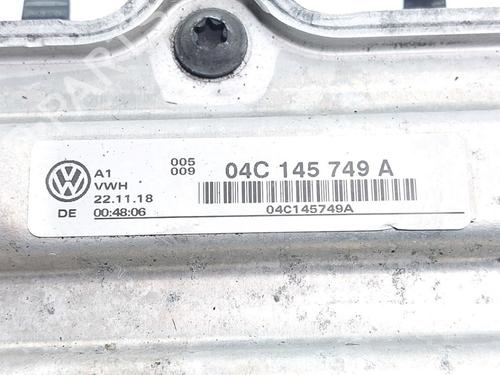 A1
VWH
22.11.18
DE 00:48:06
005
009
04C 145 749 A
04C145749A